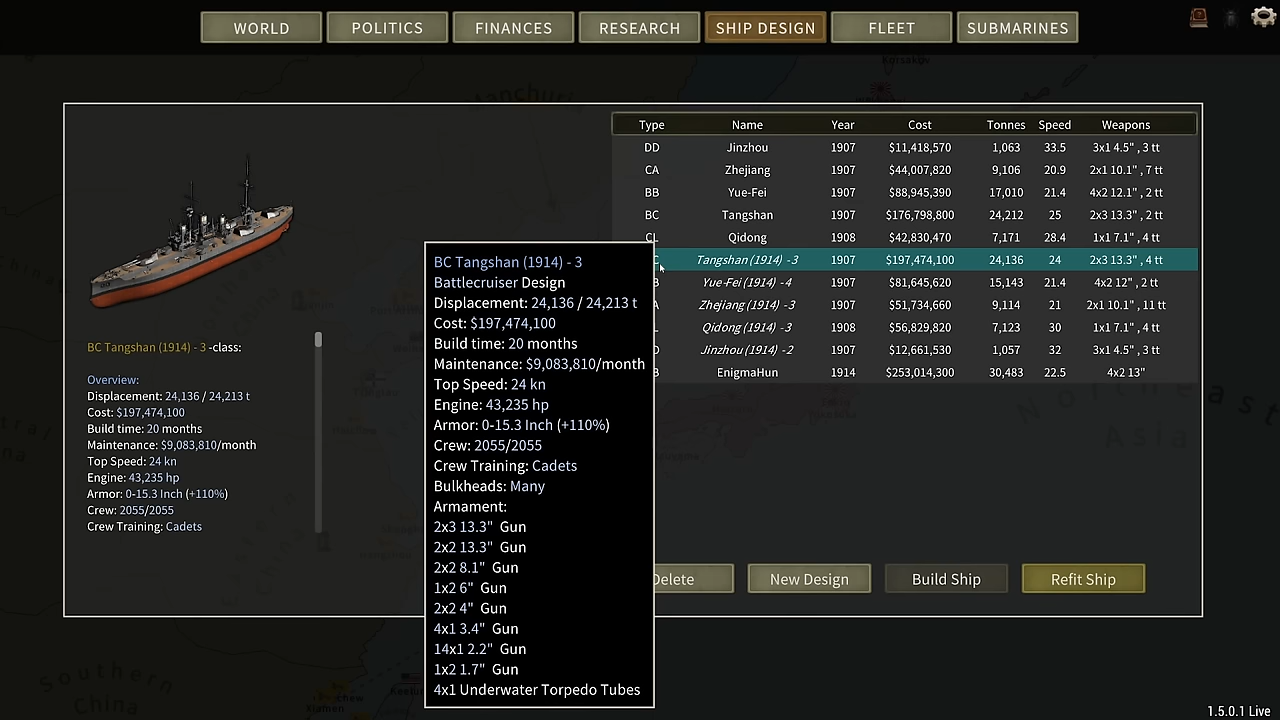 WORLD POLITICS FINANCES RESEARCH SHIP DESIGN FLEET SUBMARINES
Type Name Year Cost Tonnes Speed Weapons
DD Jinzhou 1907 $11,418,570 1,063 33.5 3x1 4.5" , 3 tt
CA Zhejiang 1907 $44,007,820 9,106 20.9 2x1 10.1" , 7 tt
BB Yue-Fei 1907 $88,945,390 17,010 21.4 4x2 12.1" , 2 tt
BC Tangshan 1907 $176,798,800 24,212 25 2x3 13.3" , 2 tt
CL Qidong 1908 $42,830,470 7,171 28.4 1x1 7.1" , 4 tt
Tangshan (1914) - 3 1907 $197,474,100 24,136 24 2x3 13.3" , 4 tt
Yue-Fei (1914) - 4 1907 $81,645,620 15,143 21.4 4x2 12" , 2 tt
Zhejiang (1914) - 3 1907 $51,734,660 9,114 21 2x1 10.1" , 11 tt
Qidong (1914) - 3 1908 $56,829,820 7,123 30 1x1 7.1" , 4 tt
Jinzhou (1914) - 2 1907 $12,661,530 1,057 32 3x1 4.5" , 3 tt
EnigmaHun 1914 $253,014,300 30,483 22.5 4x2 13"
BC Tangshan (1914) - 3 -class:
Overview:
Displacement: 24,136 / 24,213 t
Cost: $197,474,100
Build time: 20 months
Maintenance: $9,083,810/month
Top Speed: 24 kn
Engine: 43,235 hp
Armor: 0-15.3 Inch (+110%)
Crew: 2055/2055
Crew Training: Cadets
BC Tangshan (1914) - 3
Battlecruiser Design
Displacement: 24,136 / 24,213 t
Cost: $197,474,100
Build time: 20 months
Maintenance: $9,083,810/month
Top Speed: 24 kn
Engine: 43,235 hp
Armor: 0-15.3 Inch (+110%)
Crew: 2055/2055
Crew Training: Cadets
Bulkheads: Many
Armament:
2x3 13.3" Gun
2x2 13.3" Gun
2x2 8.1" Gun
1x2 6" Gun
2x2 4" Gun
4x1 3.4" Gun
14x1 2.2" Gun
1x2 1.7" Gun
4x1 Underwater Torpedo Tubes
Delete New Design Build Ship Refit Ship
Southern
China
Northeast
Asia
1.5.0.1 Live